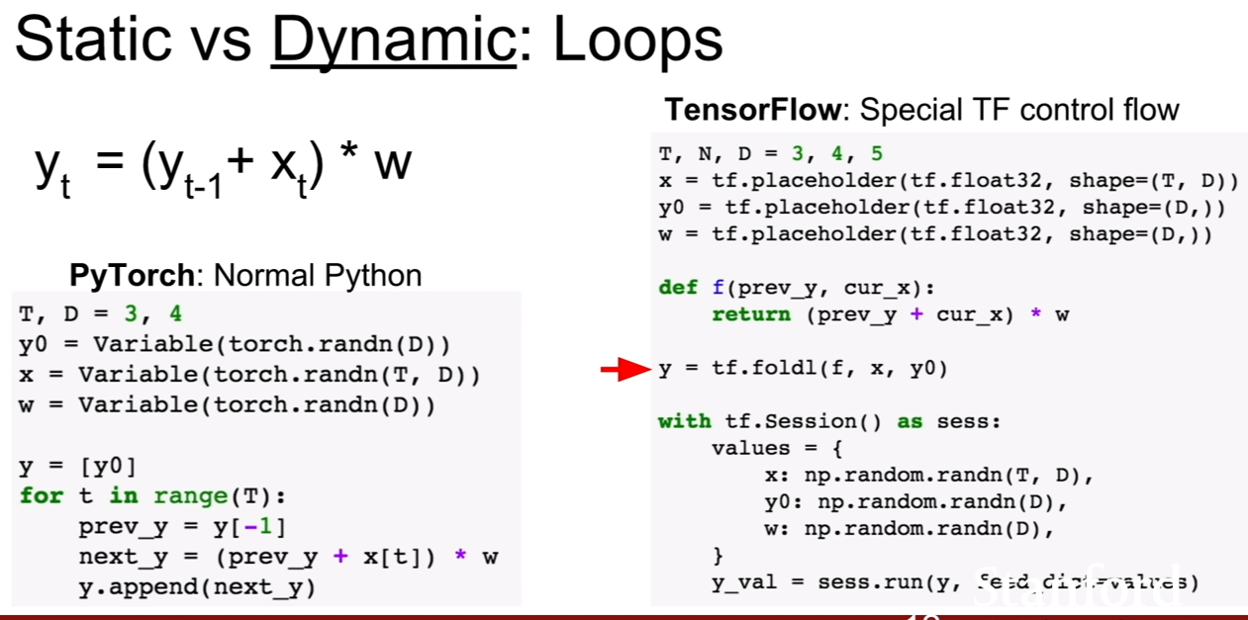 Static vs Dynamic: Loops
y_t = (y_{t-1} + x_t) * w
PyTorch: Normal Python
T, D = 3, 4
y0 = Variable(torch.randn(D))
x = Variable(torch.randn(T, D))
w = Variable(torch.randn(D))
y = [y0]
for t in range(T):
    prev_y = y[-1]
    next_y = (prev_y + x[t]) * w
    y.append(next_y)
TensorFlow: Special TF control flow
T, N, D = 3, 4, 5
x = tf.placeholder(tf.float32, shape=(T, D))
y0 = tf.placeholder(tf.float32, shape=(D,))
w = tf.placeholder(tf.float32, shape=(D,))
def f(prev_y, cur_x):
    return (prev_y + cur_x) * w
y = tf.foldl(f, x, y0)
with tf.Session() as sess:
    values = {
        x: np.random.randn(T, D),
        y0: np.random.randn(D),
        w: np.random.randn(D),
    }
    y_val = sess.run(y, feed_dict=values)
Stanford